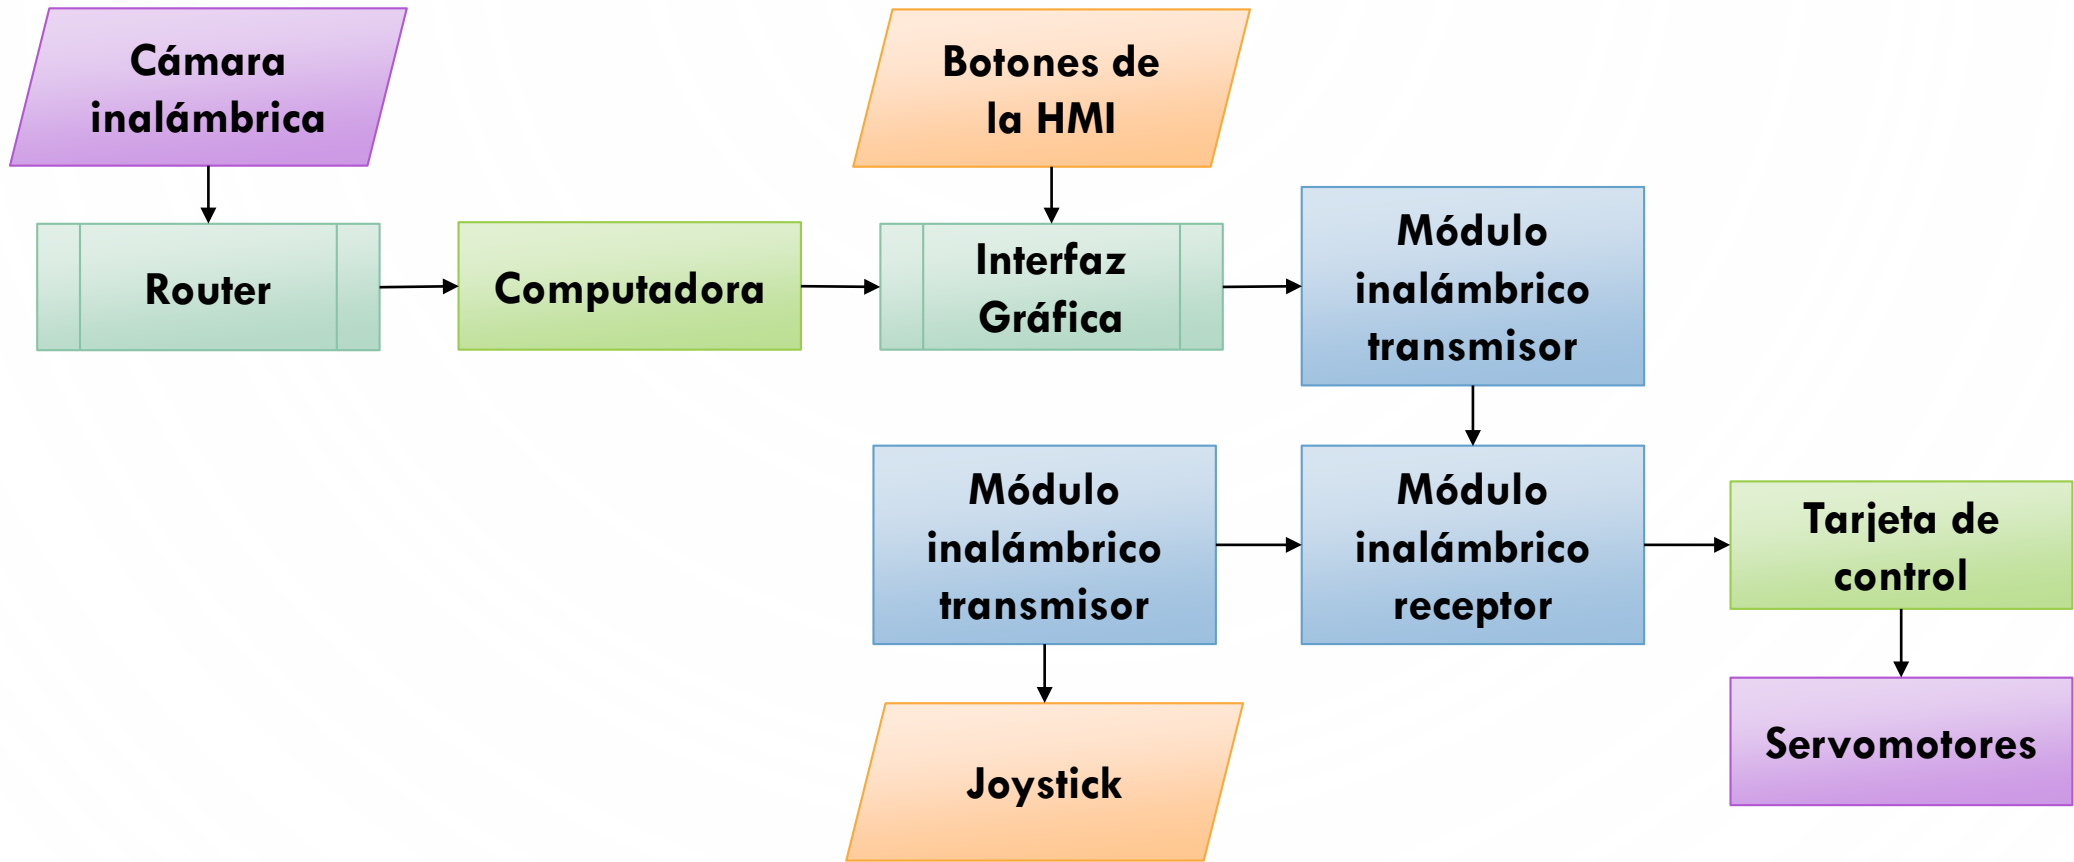 Cámara
inalámbrica
Botones de
la HMI
Router
Computadora
Interfaz
Gráfica
Módulo
inalámbrico
transmisor
Módulo
inalámbrico
transmisor
Módulo
inalámbrico
receptor
Tarjeta de
control
Joystick
Servomotores